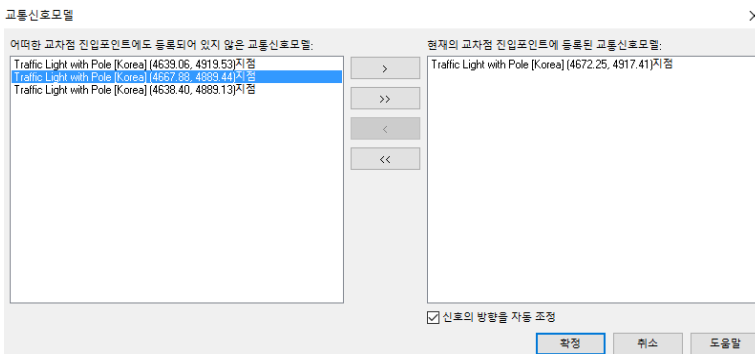 교통신호모델
어떠한 교차점 진입포인트에도 등록되어 있지 않은 교통신호모델:
현재의 교차점 진입포인트에 등록된 교통신호모델:
Traffic Light with Pole [Korea] (4639.06, 4919.53)지점
Traffic Light with Pole [Korea] (4667.88, 4889.44)지점
Traffic Light with Pole [Korea] (4638.40, 4889.13)지점
>
>>
<
<<
Traffic Light with Pole [Korea] (4672.25, 4917.41)지점
신호의 방향을 자동 조정
확정
취소
도움말